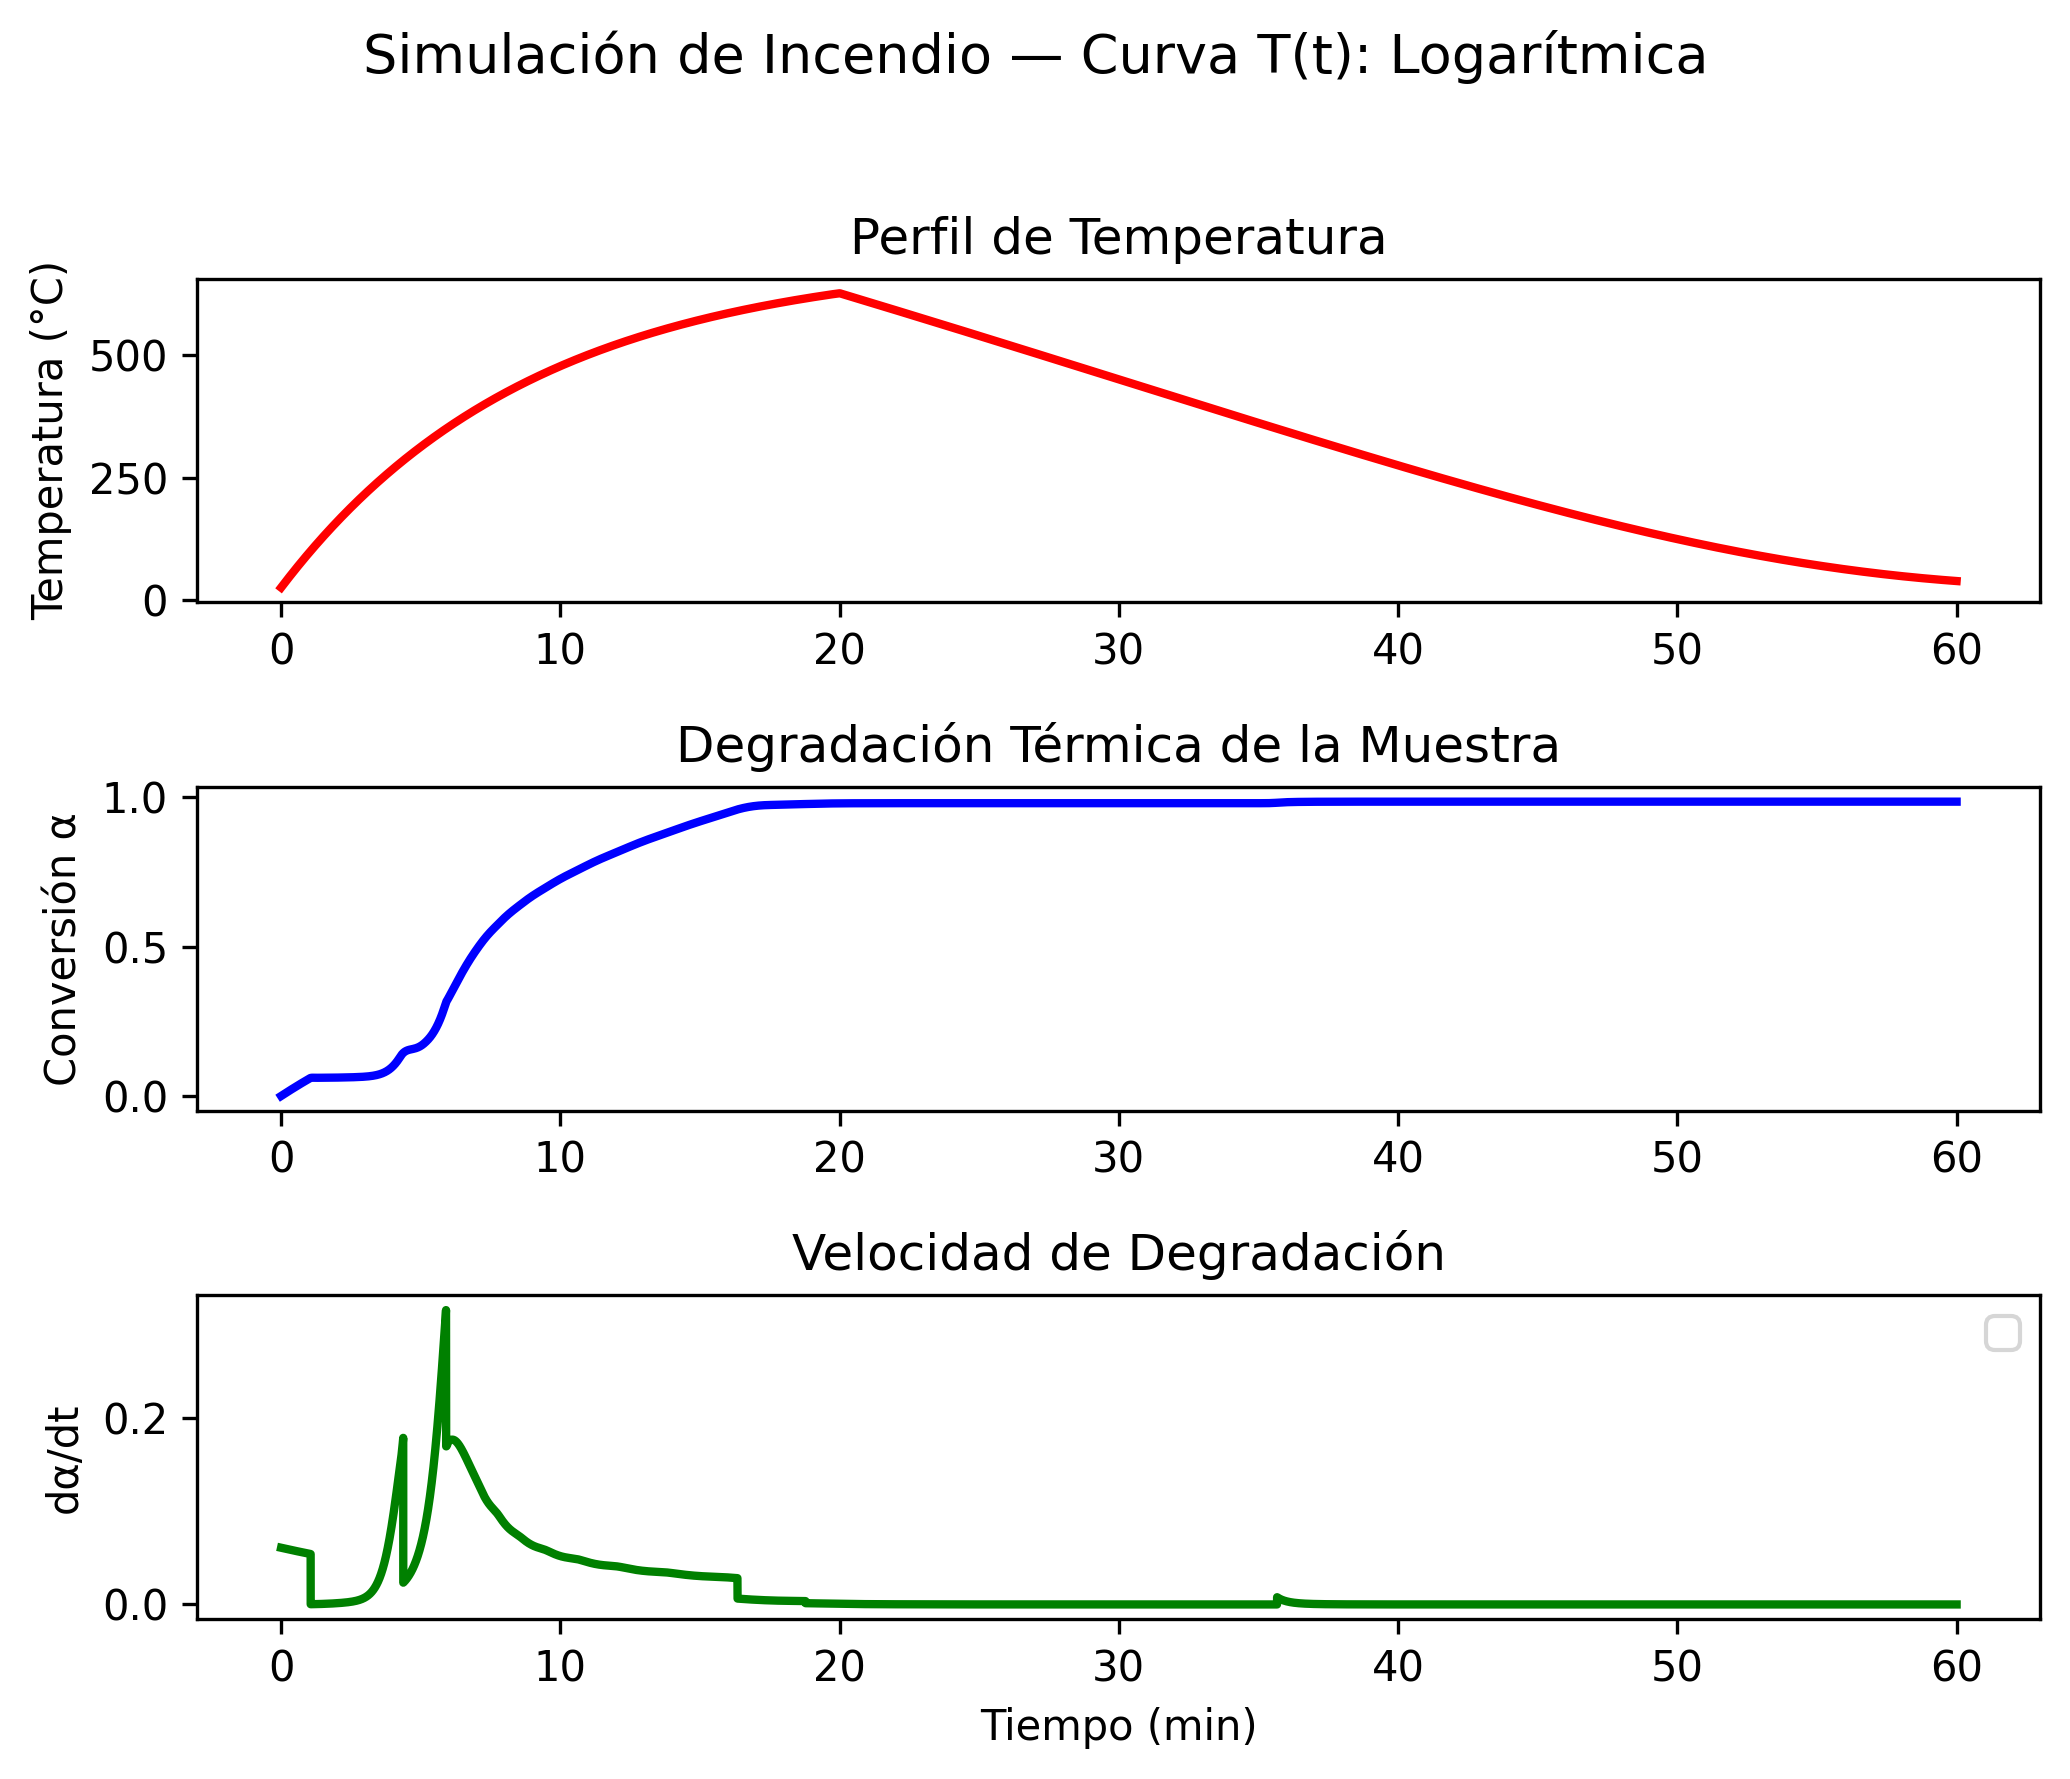 Simulación de Incendio — Curva T(t): Logarítmica
Perfil de Temperatura
Temperatura (°C)
500
250
0
0 10 20 30 40 50 60
Degradación Térmica de la Muestra
Conversión α
1.0
0.5
0.0
0 10 20 30 40 50 60
Velocidad de Degradación
dα/dt
0.2
0.0
0 10 20 30 40 50 60
Tiempo (min)